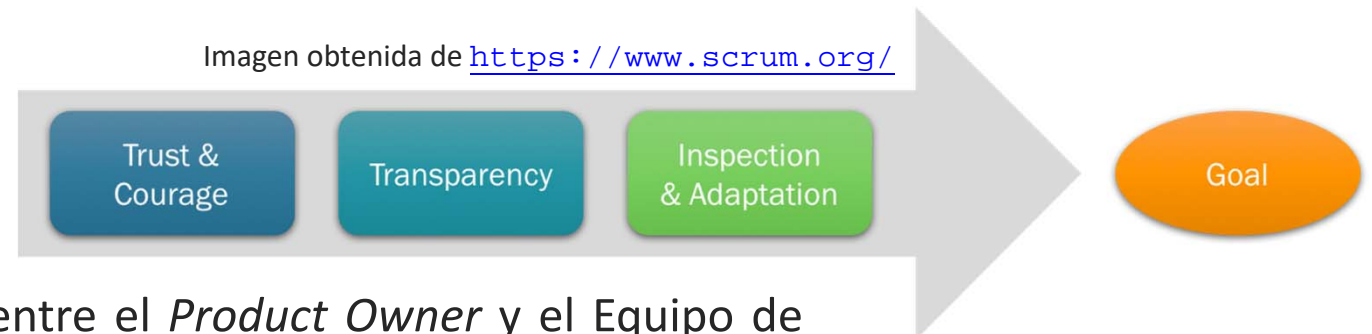 Imagen obtenida de https://www.scrum.org/
Trust &
Courage
Transparency
Inspection
& Adaptation
Goal
entre el Product Owner y el Equipo de